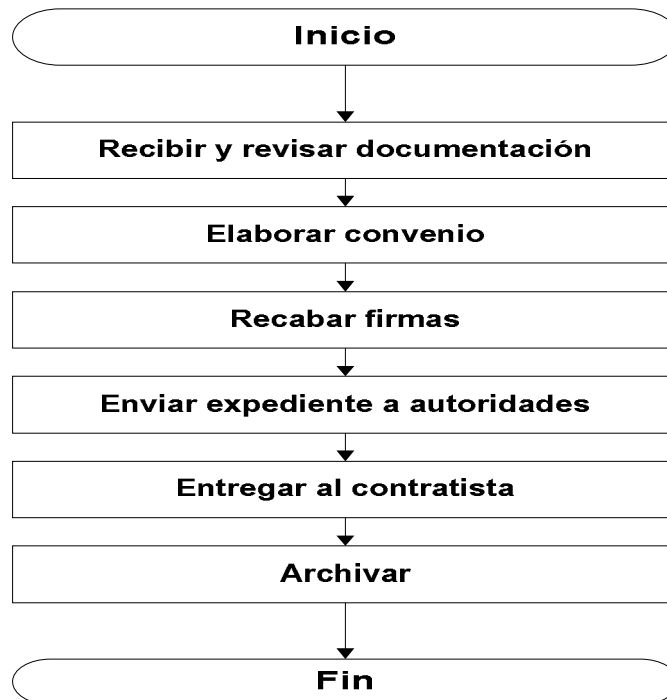 Inicio
Recibir y revisar documentación
Elaborar convenio
Recabar firmas
Enviar expediente a autoridades
Entregar al contratista
Archivar
Fin